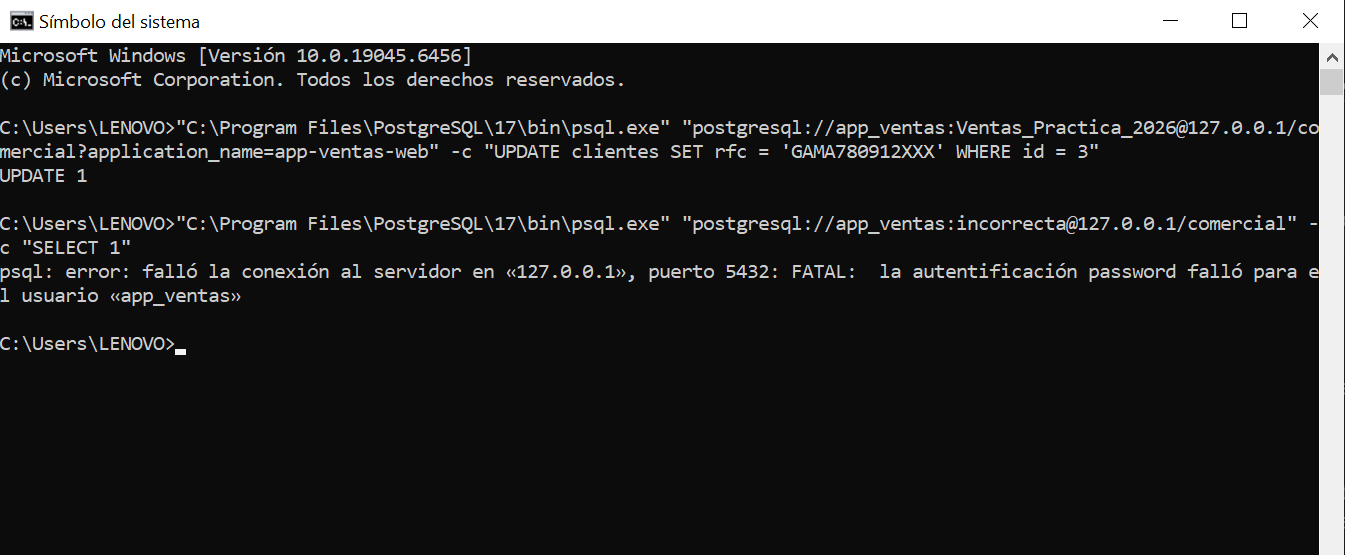 Símbolo del sistema
Microsoft Windows [Versión 10.0.19045.6456]
(c) Microsoft Corporation. Todos los derechos reservados.
C:\Users\LENOVO>"C:\Program Files\PostgreSQL\17\bin\psql.exe" "postgresql://app_ventas:Ventas_Practica_2026@127.0.0.1/co
mercial?application_name=app-ventas-web" -c "UPDATE clientes SET rfc = 'GAMA780912XXX' WHERE id = 3"
UPDATE 1
C:\Users\LENOVO>"C:\Program Files\PostgreSQL\17\bin\psql.exe" "postgresql://app_ventas:incorrecta@127.0.0.1/comercial" -
c "SELECT 1"
psql: error: falló la conexión al servidor en «127.0.0.1», puerto 5432: FATAL:  la autentificación password falló para e
l usuario «app_ventas»
C:\Users\LENOVO>